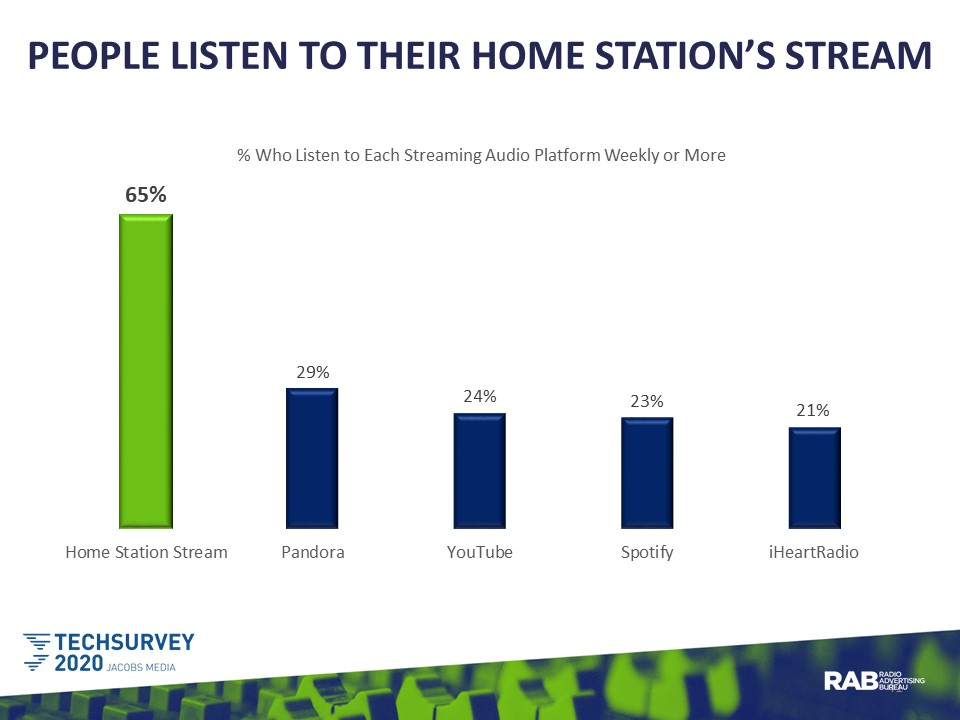 PEOPLE LISTEN TO THEIR HOME STATION’S STREAM
% Who Listen to Each Streaming Audio Platform Weekly or More
65%
29%
24%
23%
21%
Home Station Stream
Pandora
YouTube
Spotify
iHeartRadio
TECHSURVEY
2020 JACOBS MEDIA
RAB RADIO
ADVERTISING
BUREAU